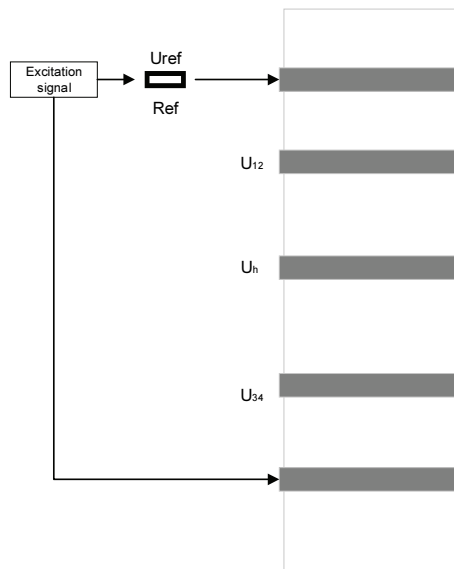 Uref
Excitation
signal
Ref
U12
Uh
U34